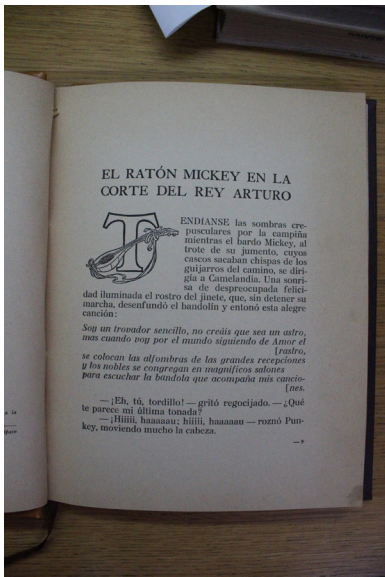 EL RATÓN MICKEY EN LA
CORTE DEL REY ARTURO
TENDIANSE las sombras cre-
pusculares por la campiña
mientras el bardo Mickey, al
trote de su jumento, cuyos
cascos sacaban chispas de los
guijarros del camino, se diri-
gía a Camelandia. Una sonri-
sa de despreocupada felici-
dad iluminada el rostro del jinete, que, sin detener su
marcha, desenfundó el bandolín y entonó esta alegre
canción:
Soy un trovador sencillo, no creáis que sea un astro,
mas cuando voy por el mundo siguiendo de Amor el
[rastro,
se colocan las alfombras de las grandes recepciones
y los nobles se congregan en magníficos salones
para escuchar la bandola que acompaña mis cancio-
[nes.
— ¡Eh, tú, tordillo! — gritó regocijado. — ¿Qué
te parece mi última tonada?
— ¡Hiiiii, haaaaau; hiiiii, haaaaau — roznó Pun-
key, moviendo mucho la cabeza.